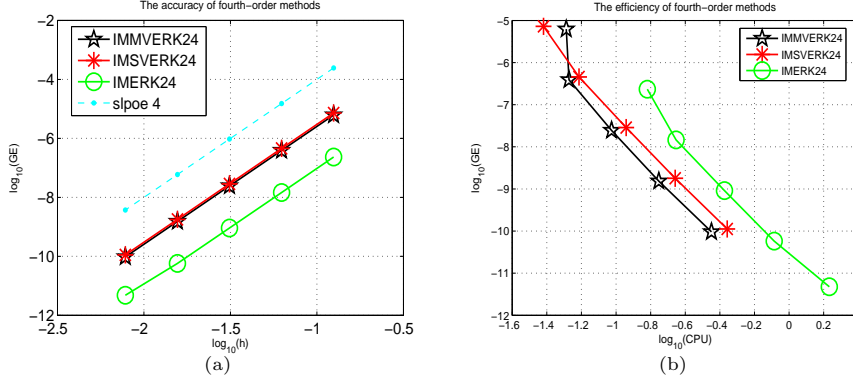 The accuracy of fourth−order methods
−2
−4
−6
−8
−10
−12
log10(GE)
IMMVERK24
IMSVERK24
IMERK24
slpoe 4
−2.5
−2
−1.5
−1
−0.5
log10(h)
(a)
The efficiency of fourth−order methods
−5
−6
−7
−8
−9
−10
−11
−12
log10(GE)
IMMVERK24
IMSVERK24
IMERK24
−1.6
−1.4
−1.2
−1
−0.8
−0.6
−0.4
−0.2
0
0.2
log10(CPU)
(b)